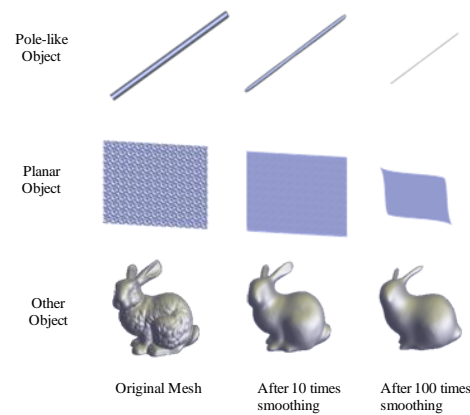 Pole-like
Object
Planar
Object
Other
Object
Original Mesh
After 10 times
smoothing
After 100 times
smoothing